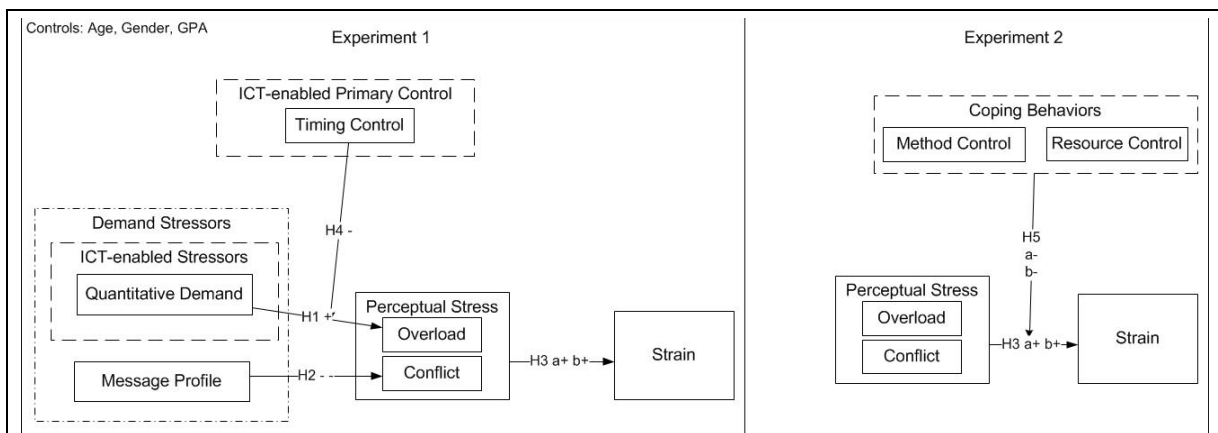 Controls: Age, Gender, GPA
Experiment 1
ICT-enabled Primary Control
Timing Control
H4 -
Demand Stressors
ICT-enabled Stressors
Quantitative Demand
H1 +
Message Profile
H2 - -
Perceptual Stress
Overload
Conflict
H3 a+ b+
Strain
Experiment 2
Coping Behaviors
Method Control
Resource Control
H5
a-
b-
Perceptual Stress
Overload
Conflict
H3 a+ b+
Strain